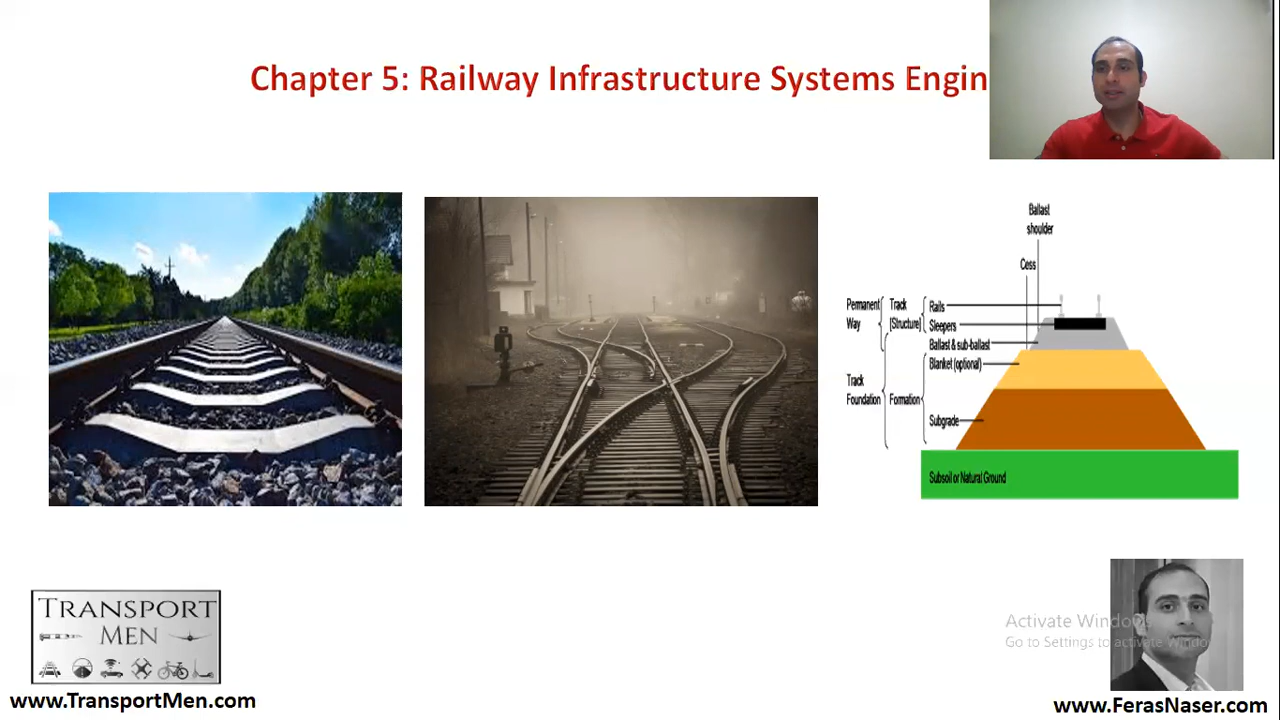 Chapter 5: Railway Infrastructure Systems Engin
Ballast
shoulder
Cess
Permanent
Way
Track
[Structure]
Rails
Sleepers
Ballast & sub-ballast
Blanket (optional)
Track
Foundation
Formation
Subgrade
Subsoil or Natural Ground
TRANSPORT
MEN
www.TransportMen.com
Activate Windows
Go to Settings to activate Windows
www.FerasNaser.com